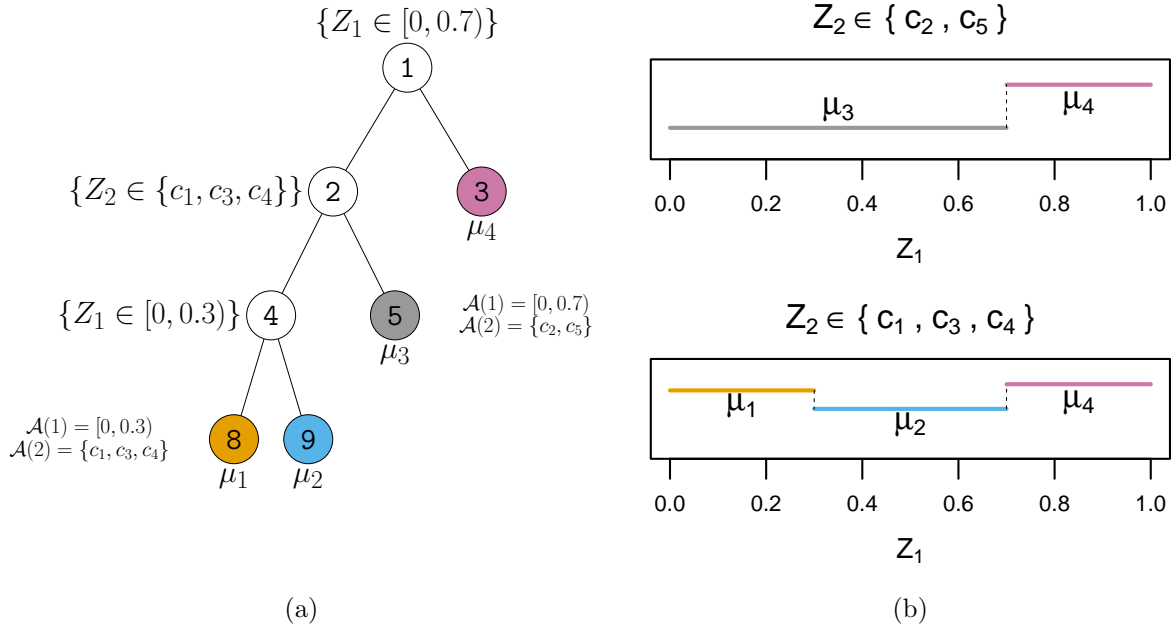 {Z₁ ∈ [0, 0.7)}
1
{Z₂ ∈ {c₁, c₃, c₄}}
2
3
μ₄
{Z₁ ∈ [0, 0.3)}
4
5
μ₃
𝒜(1) = [0, 0.7)
𝒜(2) = {c₂, c₅}
𝒜(1) = [0, 0.3)
𝒜(2) = {c₁, c₃, c₄}
8
9
μ₁
μ₂
(a)
Z₂ ∈ { c₂ , c₅ }
μ₃
μ₄
0.0 0.2 0.4 0.6 0.8 1.0
Z₁
Z₂ ∈ { c₁ , c₃ , c₄ }
μ₁
μ₂
μ₄
0.0 0.2 0.4 0.6 0.8 1.0
Z₁
(b)